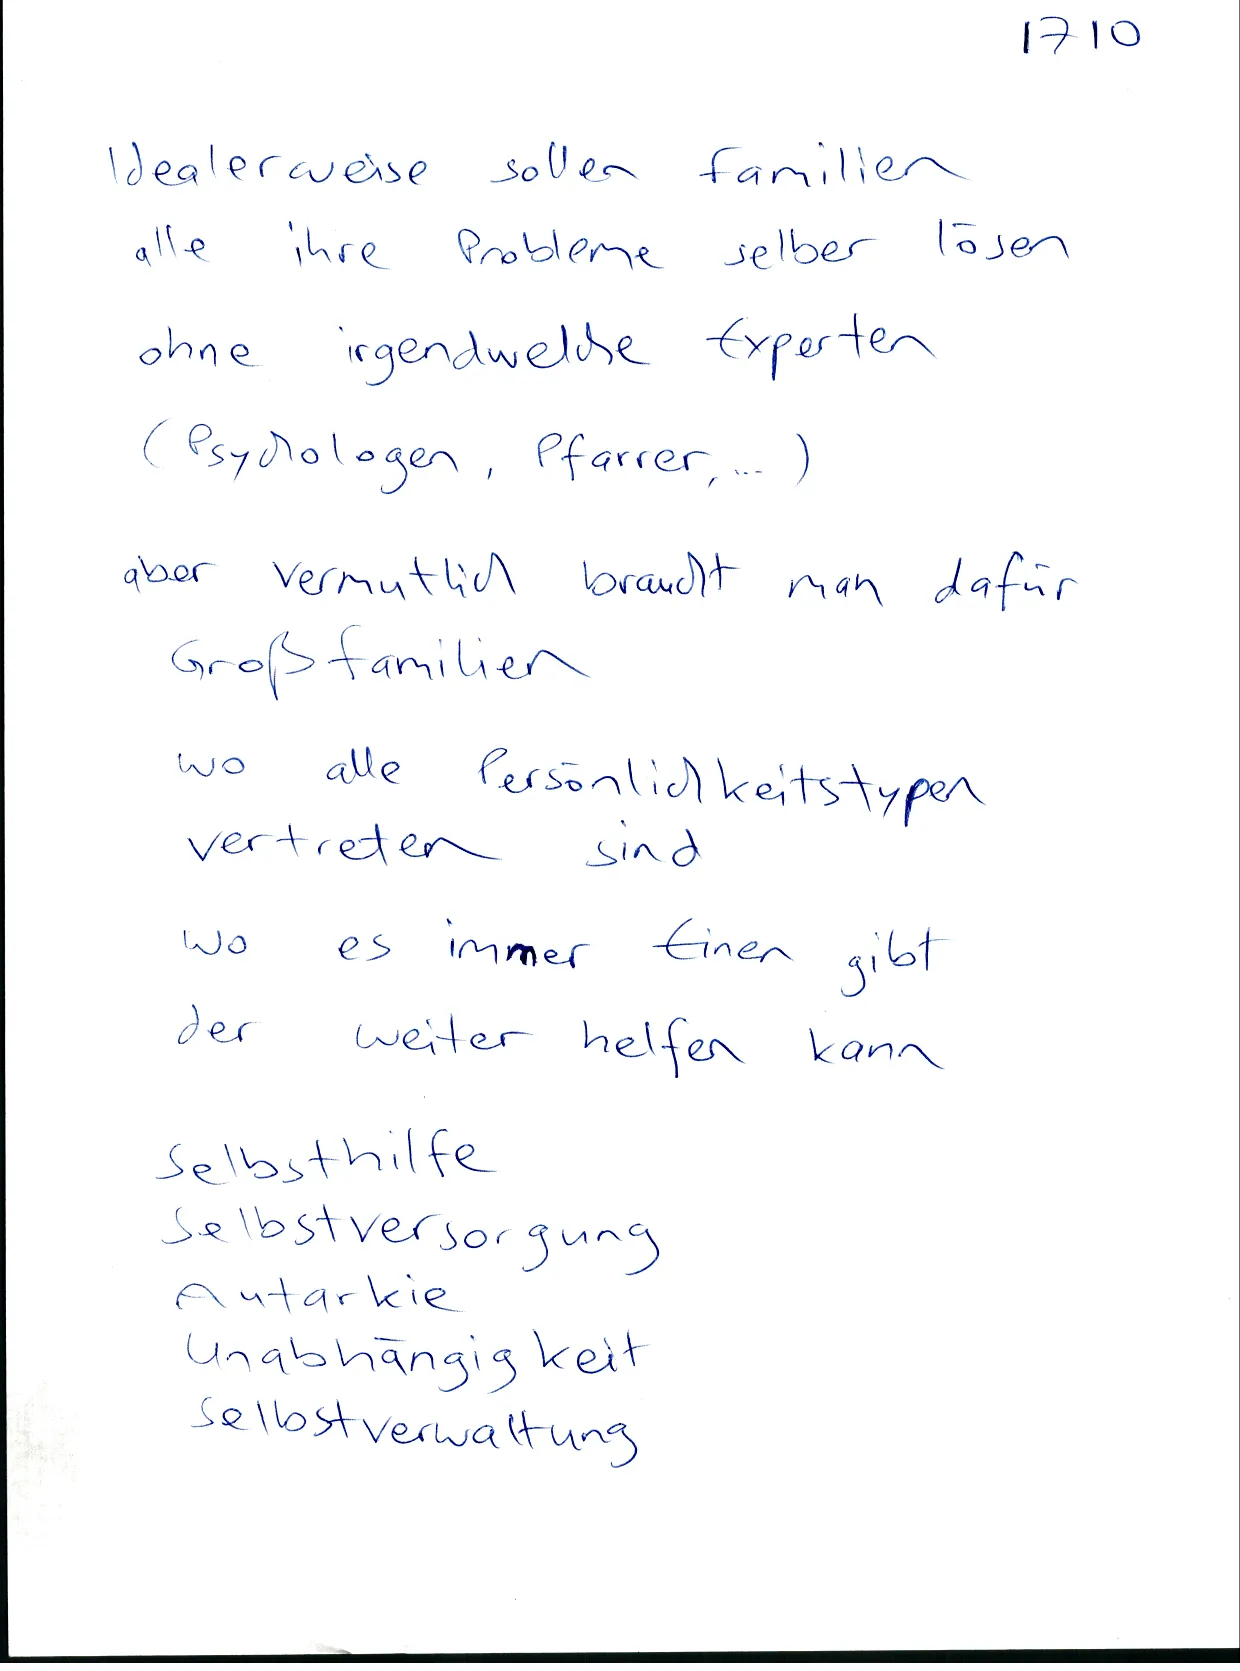 1710
Idealerweise sollen Familien
alle ihre Probleme selber lösen
ohne irgendwelche Experten
(Psychologen, Pfarrer, ... )
aber vermutlich braucht man dafür
Großfamilien
wo alle Persönlichkeitstypen
vertreten sind
wo es immer Einen gibt
der weiter helfen kann
Selbsthilfe
Selbstversorgung
Autarkie
Unabhängigkeit
Selbstverwaltung